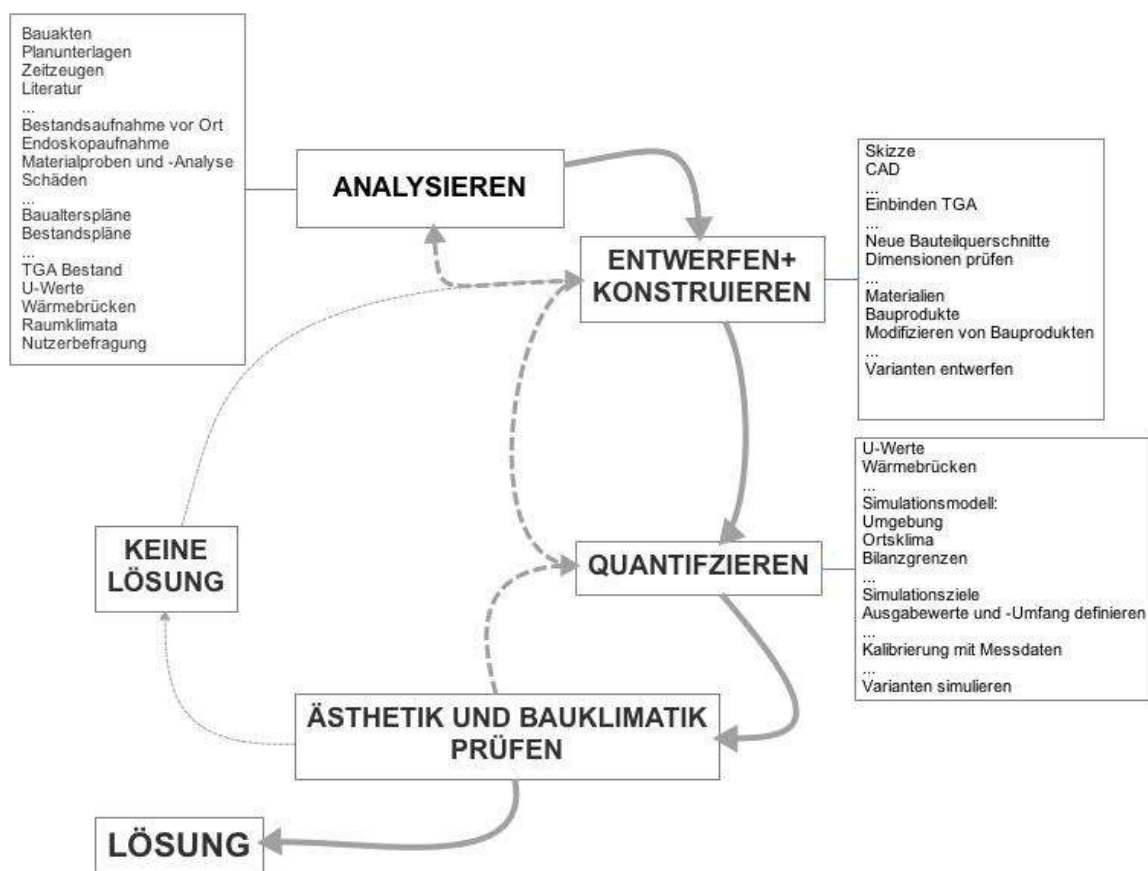 Bauakten
Planunterlagen
Zeitzeugen
Literatur
...
Bestandsaufnahme vor Ort
Endoskopaufnahme
Materialproben und -Analyse
Schäden
...
Baualterspläne
Bestandspläne
...
TGA Bestand
U-Werte
Wärmebrücken
Raumklimata
Nutzerbefragung
ANALYSIEREN
ENTWERFEN+
KONSTRUIEREN
Skizze
CAD
...
Einbinden TGA
...
Neue Bauteilquerschnitte
Dimensionen prüfen
...
Materialien
Bauprodukte
Modifizieren von Bauprodukten
...
Varianten entwerfen
QUANTIFZIEREN
U-Werte
Wärmebrücken
...
Simulationsmodell:
Umgebung
Ortsklima
Bilanzgrenzen
...
Simulationsziele
Ausgabewerte und -Umfang definieren
...
Kalibrierung mit Messdaten
...
Varianten simulieren
KEINE
LÖSUNG
ÄSTHETIK UND BAUKLIMATIK
PRÜFEN
LÖSUNG